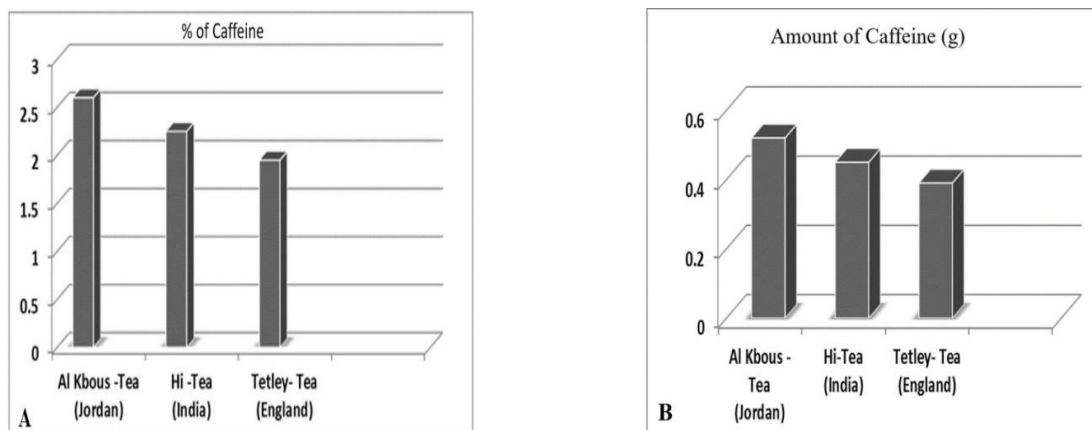 % of Caffeine
3
2.5
2
1.5
1
0.5
0
Al Kbous -Tea
(Jordan)
Hi -Tea
(India)
Tetley- Tea
(England)
A
Amount of Caffeine (g)
0.6
0.4
0.2
0
Al Kbous -
Tea
(Jordan)
Hi-Tea
(India)
Tetley- Tea
(England)
B